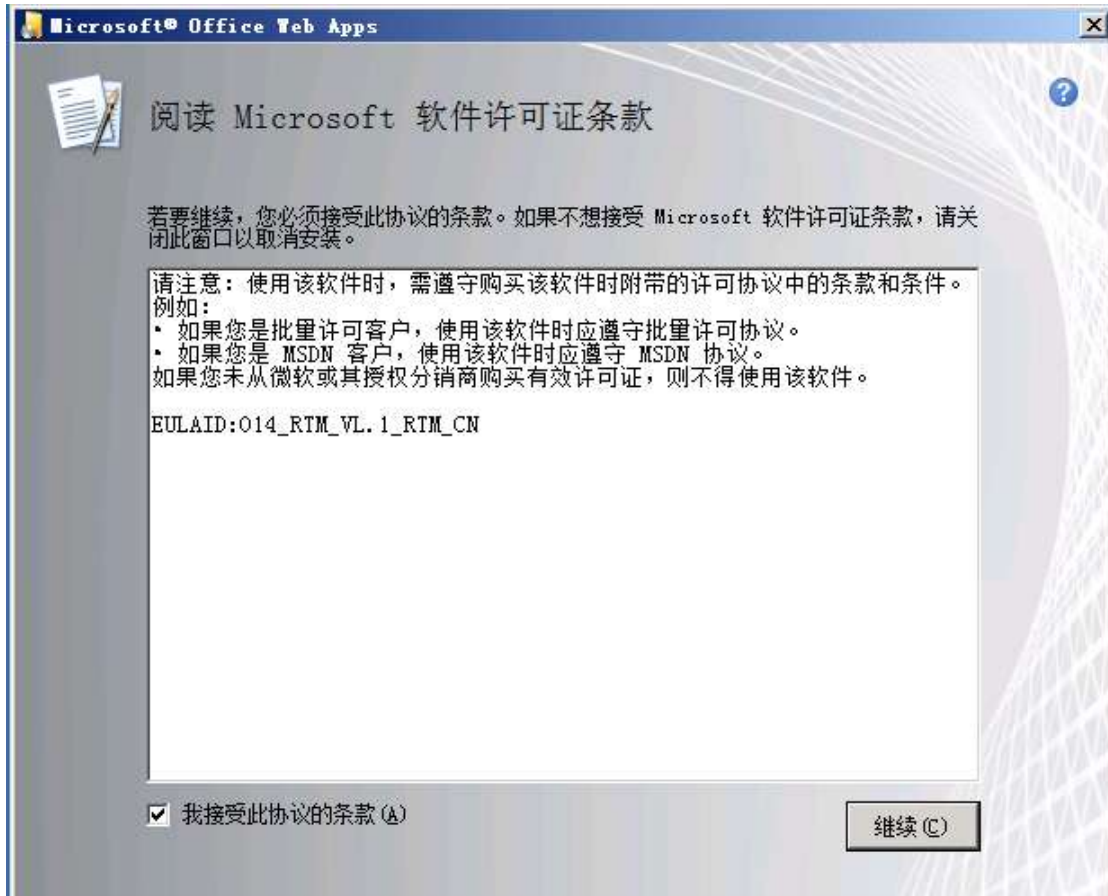 Microsoft® Office Web Apps
阅读 Microsoft 软件许可证条款
若要继续，您必须接受此协议的条款。如果不想接受 Microsoft 软件许可证条款，请关
闭此窗口以取消安装。
请注意: 使用该软件时，需遵守购买该软件时附带的许可协议中的条款和条件。
例如:
• 如果您是批量许可客户，使用该软件时应遵守批量许可协议。
• 如果您是 MSDN 客户，使用该软件时应遵守 MSDN 协议。
如果您未从微软或其授权分销商购买有效许可证，则不得使用该软件。
EULAID:O14_RTM_VL.1_RTM_CN
我接受此协议的条款(A)
继续(C)